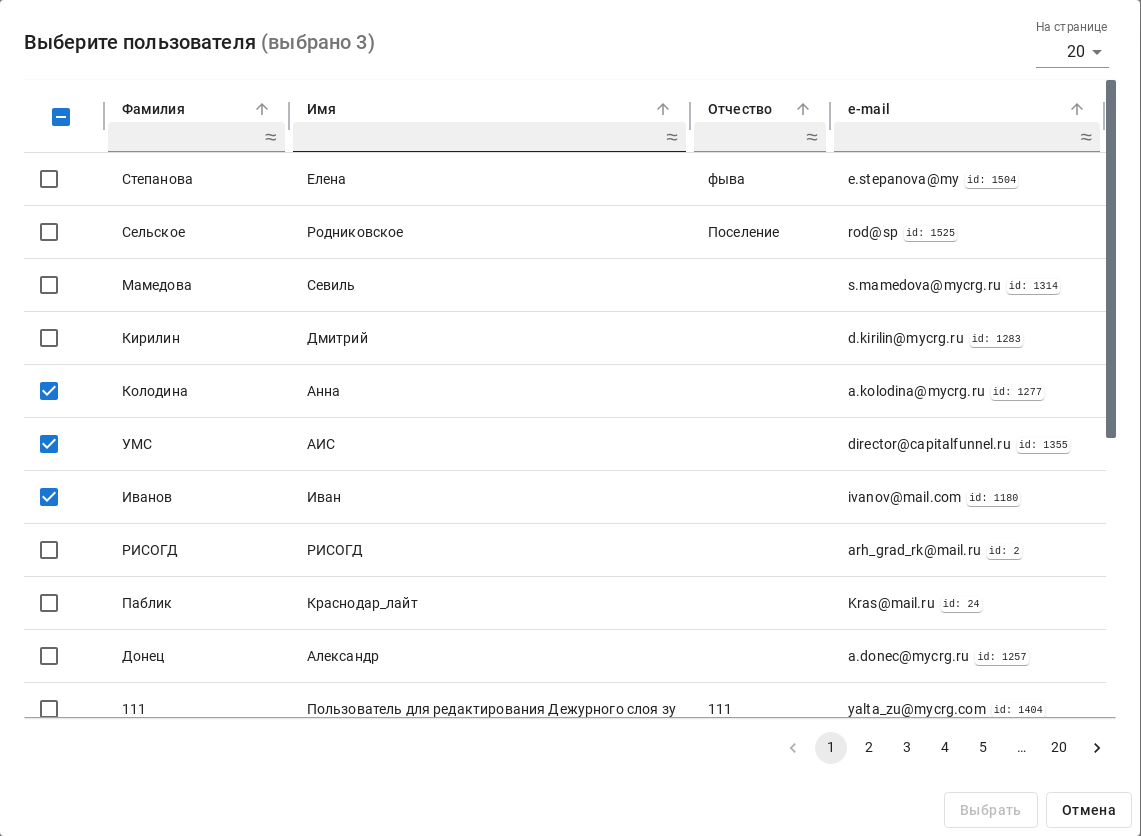 Выберите пользователя (выбрано 3)
На странице
20
Фамилия Имя Отчество e-mail
≈ ≈ ≈ ≈
Степанова Елена фыва e.stepanova@my id: 1504
Сельское Родниковское Поселение rod@sp id: 1525
Мамедова Севиль s.mamedova@mycrg.ru id: 1314
Кирилин Дмитрий d.kirilin@mycrg.ru id: 1283
Колодина Анна a.kolodina@mycrg.ru id: 1277
УМС АИС director@capitalfunnel.ru id: 1355
Иванов Иван ivanov@mail.com id: 1180
РИСОГД РИСОГД arh_grad_rk@mail.ru id: 2
Паблик Краснодар_лайт Kras@mail.ru id: 24
Донец Александр a.donec@mycrg.ru id: 1257
111 Пользователь для редактирования Дежурного слоя зу 111 yalta_zu@mycrg.com id: 1404
1 2 3 4 5 … 20
Выбрать Отмена